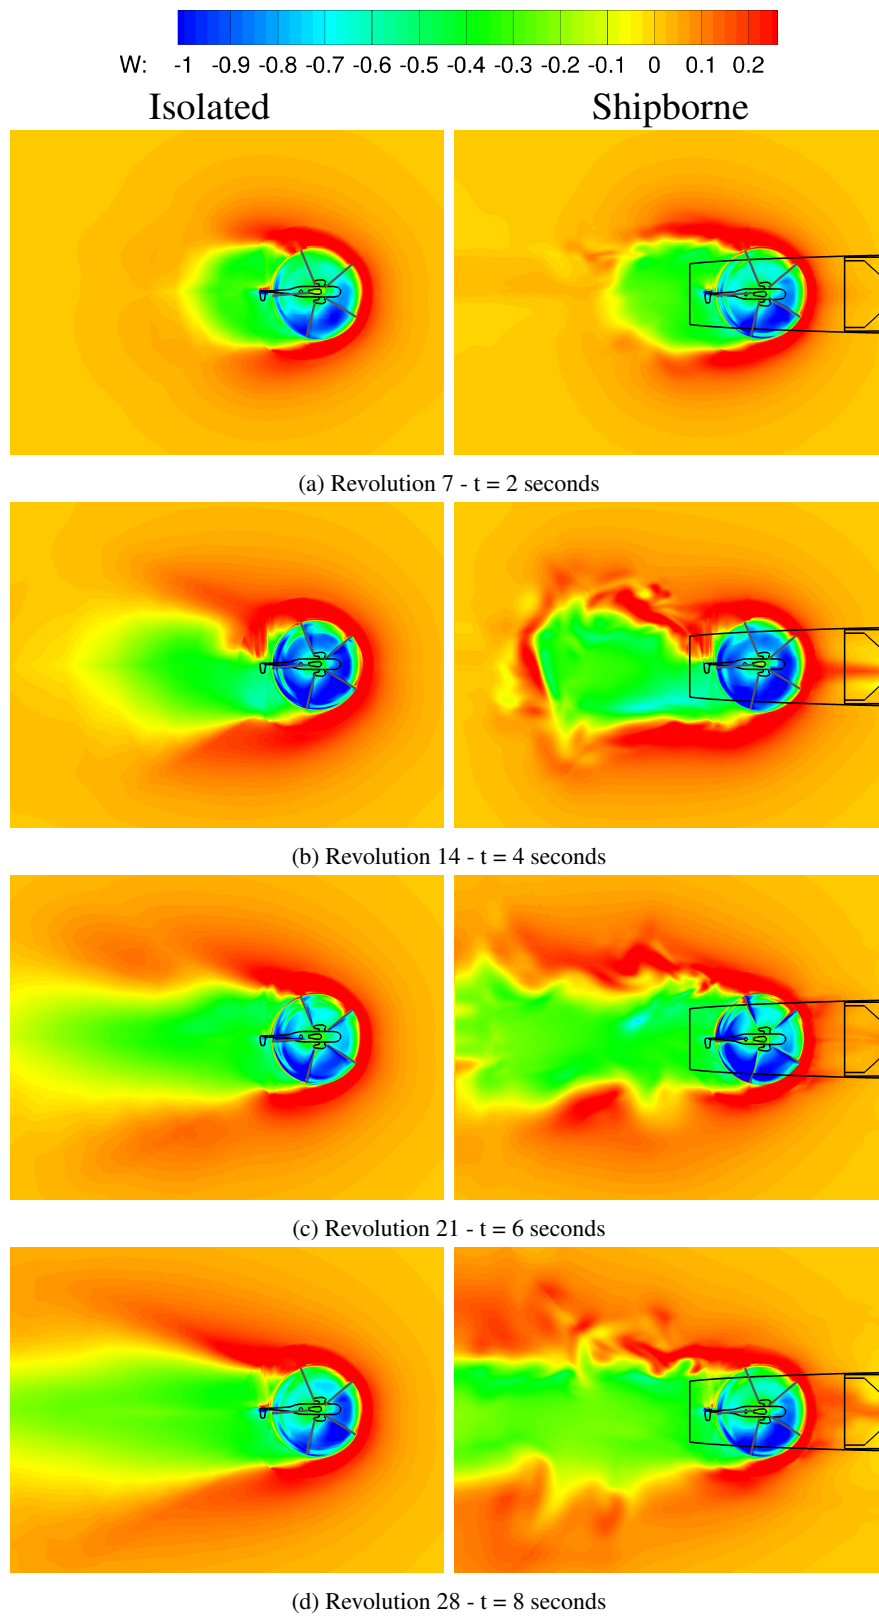 W: -1 -0.9 -0.8 -0.7 -0.6 -0.5 -0.4 -0.3 -0.2 -0.1 0 0.1 0.2
Isolated Shipborne
(a) Revolution 7 - t = 2 seconds
(b) Revolution 14 - t = 4 seconds
(c) Revolution 21 - t = 6 seconds
(d) Revolution 28 - t = 8 seconds